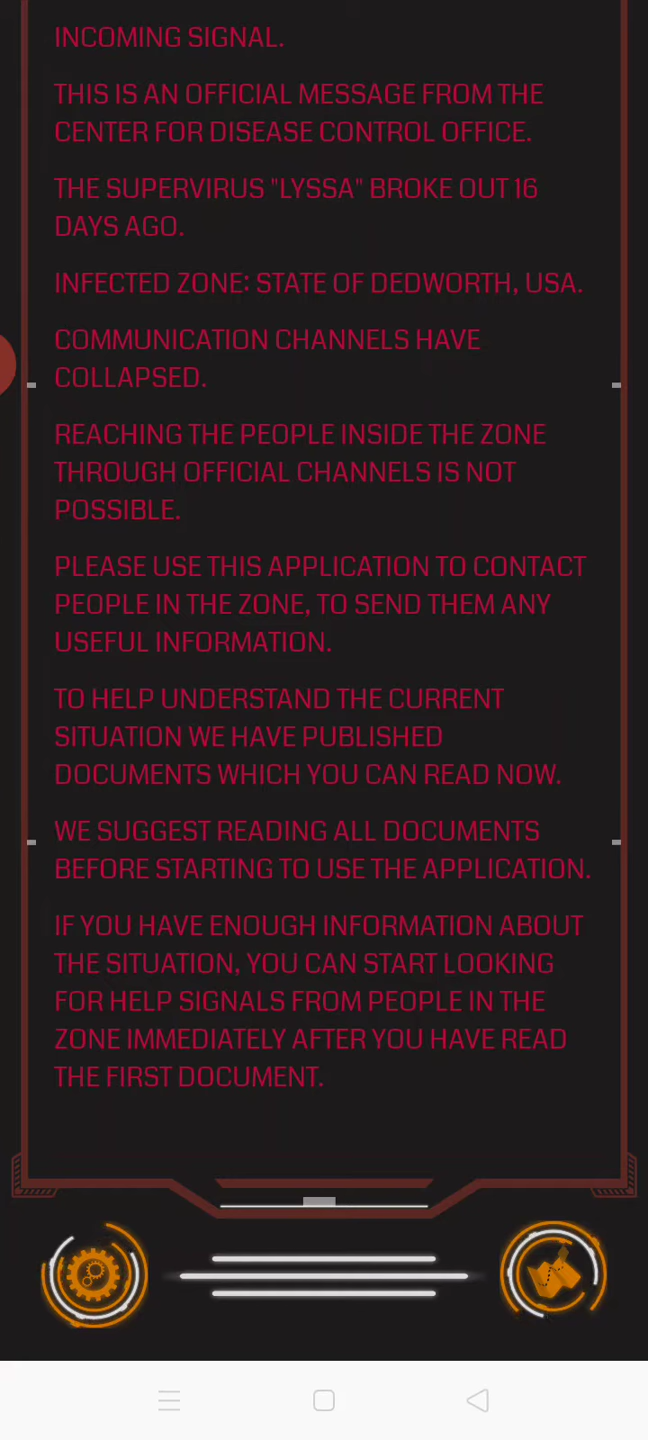 INCOMING SIGNAL.
THIS IS AN OFFICIAL MESSAGE FROM THE
CENTER FOR DISEASE CONTROL OFFICE.
THE SUPERVIRUS "LYSSA" BROKE OUT 16
DAYS AGO.
INFECTED ZONE: STATE OF DEDWORTH, USA.
COMMUNICATION CHANNELS HAVE
COLLAPSED.
REACHING THE PEOPLE INSIDE THE ZONE
THROUGH OFFICIAL CHANNELS IS NOT
POSSIBLE.
PLEASE USE THIS APPLICATION TO CONTACT
PEOPLE IN THE ZONE, TO SEND THEM ANY
USEFUL INFORMATION.
TO HELP UNDERSTAND THE CURRENT
SITUATION WE HAVE PUBLISHED
DOCUMENTS WHICH YOU CAN READ NOW.
WE SUGGEST READING ALL DOCUMENTS
BEFORE STARTING TO USE THE APPLICATION.
IF YOU HAVE ENOUGH INFORMATION ABOUT
THE SITUATION, YOU CAN START LOOKING
FOR HELP SIGNALS FROM PEOPLE IN THE
ZONE IMMEDIATELY AFTER YOU HAVE READ
THE FIRST DOCUMENT.